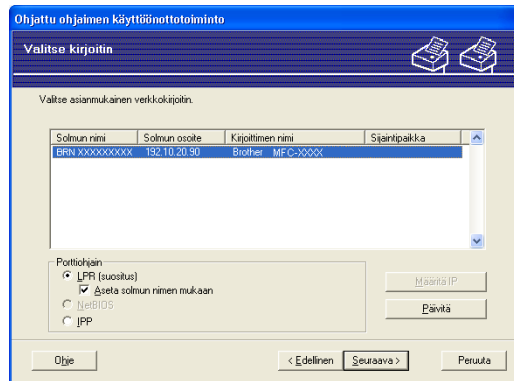 Ohjattu ohjaimen käyttöönottotoiminto
Valitse kirjoitin
Valitse asianmukainen verkkokirjoitin.
Solmun nimi Solmun osoite Kirjoittimen nimi Sijaintipaikka
BRN XXXXXXXXX 192.10.20.90 Brother MFC-XXXX
Porttiohjain
LPR (suositus)
Aseta solmun nimen mukaan
NetBIOS
IPP
Määritä IP
Päivitä
Ohje < Edellinen Seuraava > Peruuta